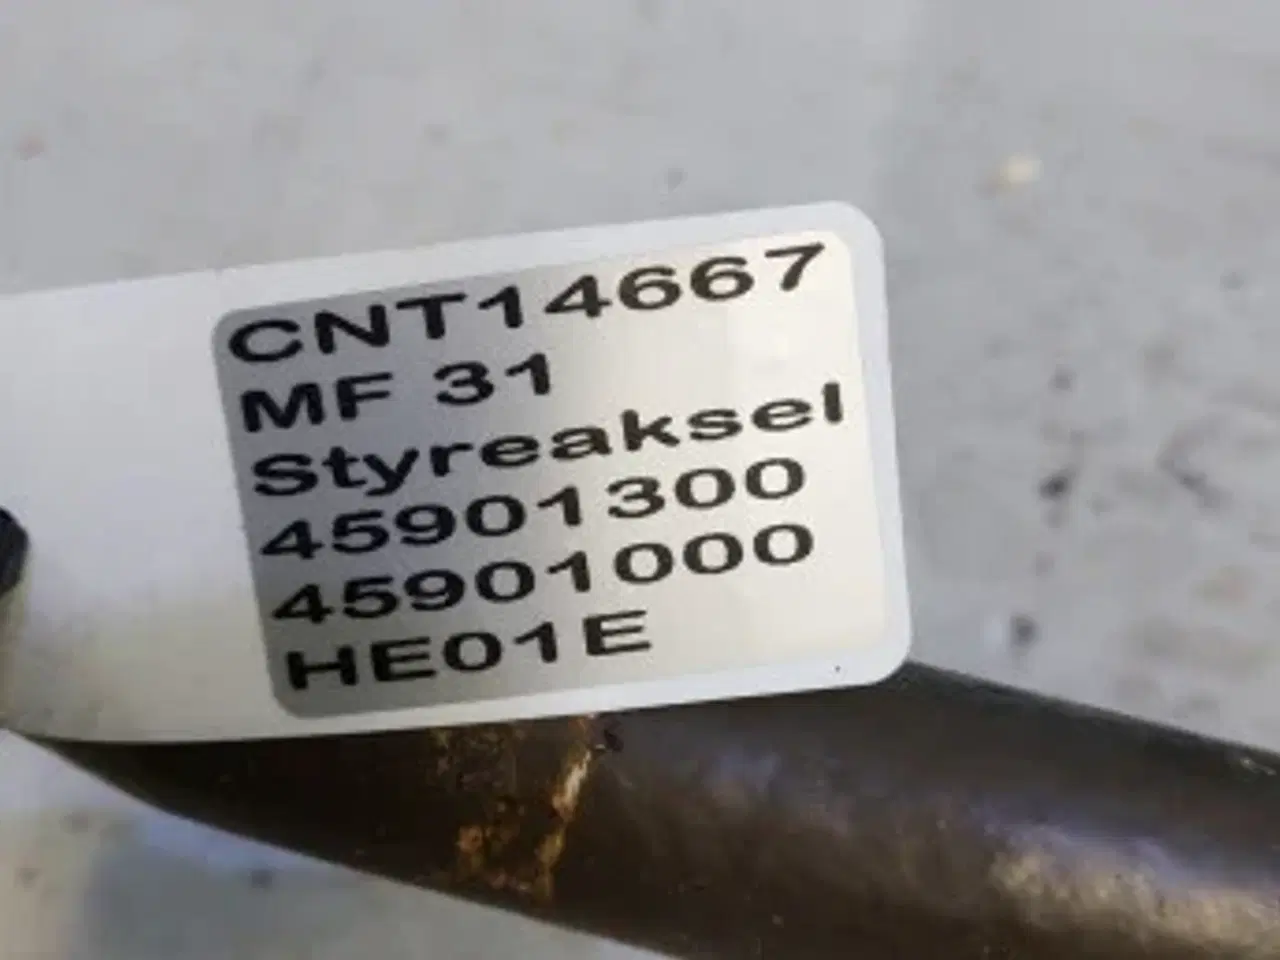 CNT14667
MF 31
Styreaksel
45901300
45901000
HE01E